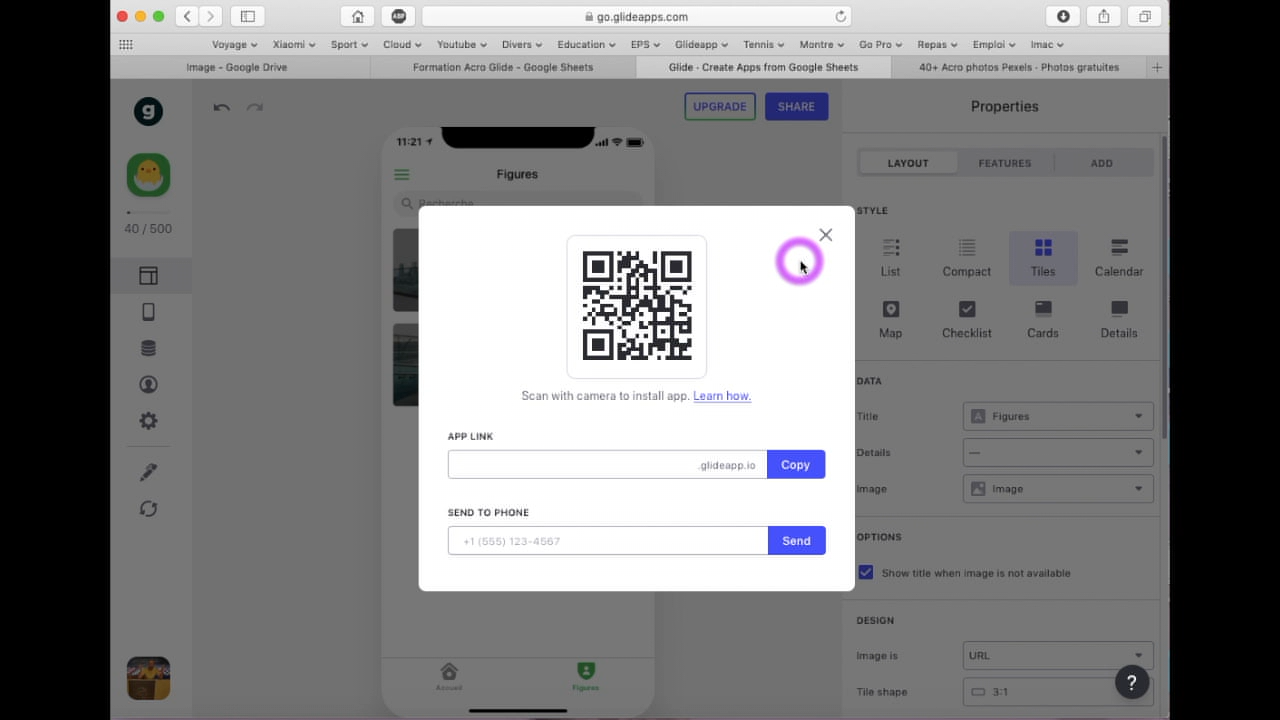 go.glideapps.com
ABP
Voyage Xiaomi Sport Cloud Youtube Divers Education EPS Glideapp Tennis Montre Go Pro Repas Emploi Imac
Image - Google Drive
Formation Acro Glide - Google Sheets
Glide - Create Apps from Google Sheets
40+ Acro photos Pexels · Photos gratuites
g
40 / 500
UPGRADE
SHARE
11:21
Figures
Recherche
Scan with camera to install app. Learn how.
APP LINK
.glideapp.io
Copy
SEND TO PHONE
+1 (555) 123-4567
Send
Accueil
Figures
Properties
LAYOUT
FEATURES
ADD
STYLE
List
Compact
Tiles
Calendar
Map
Checklist
Cards
Details
DATA
Title
A Figures
Details
---
Image
Image
OPTIONS
Show title when image is not available
DESIGN
Image is
URL
Tile shape
3:1
?